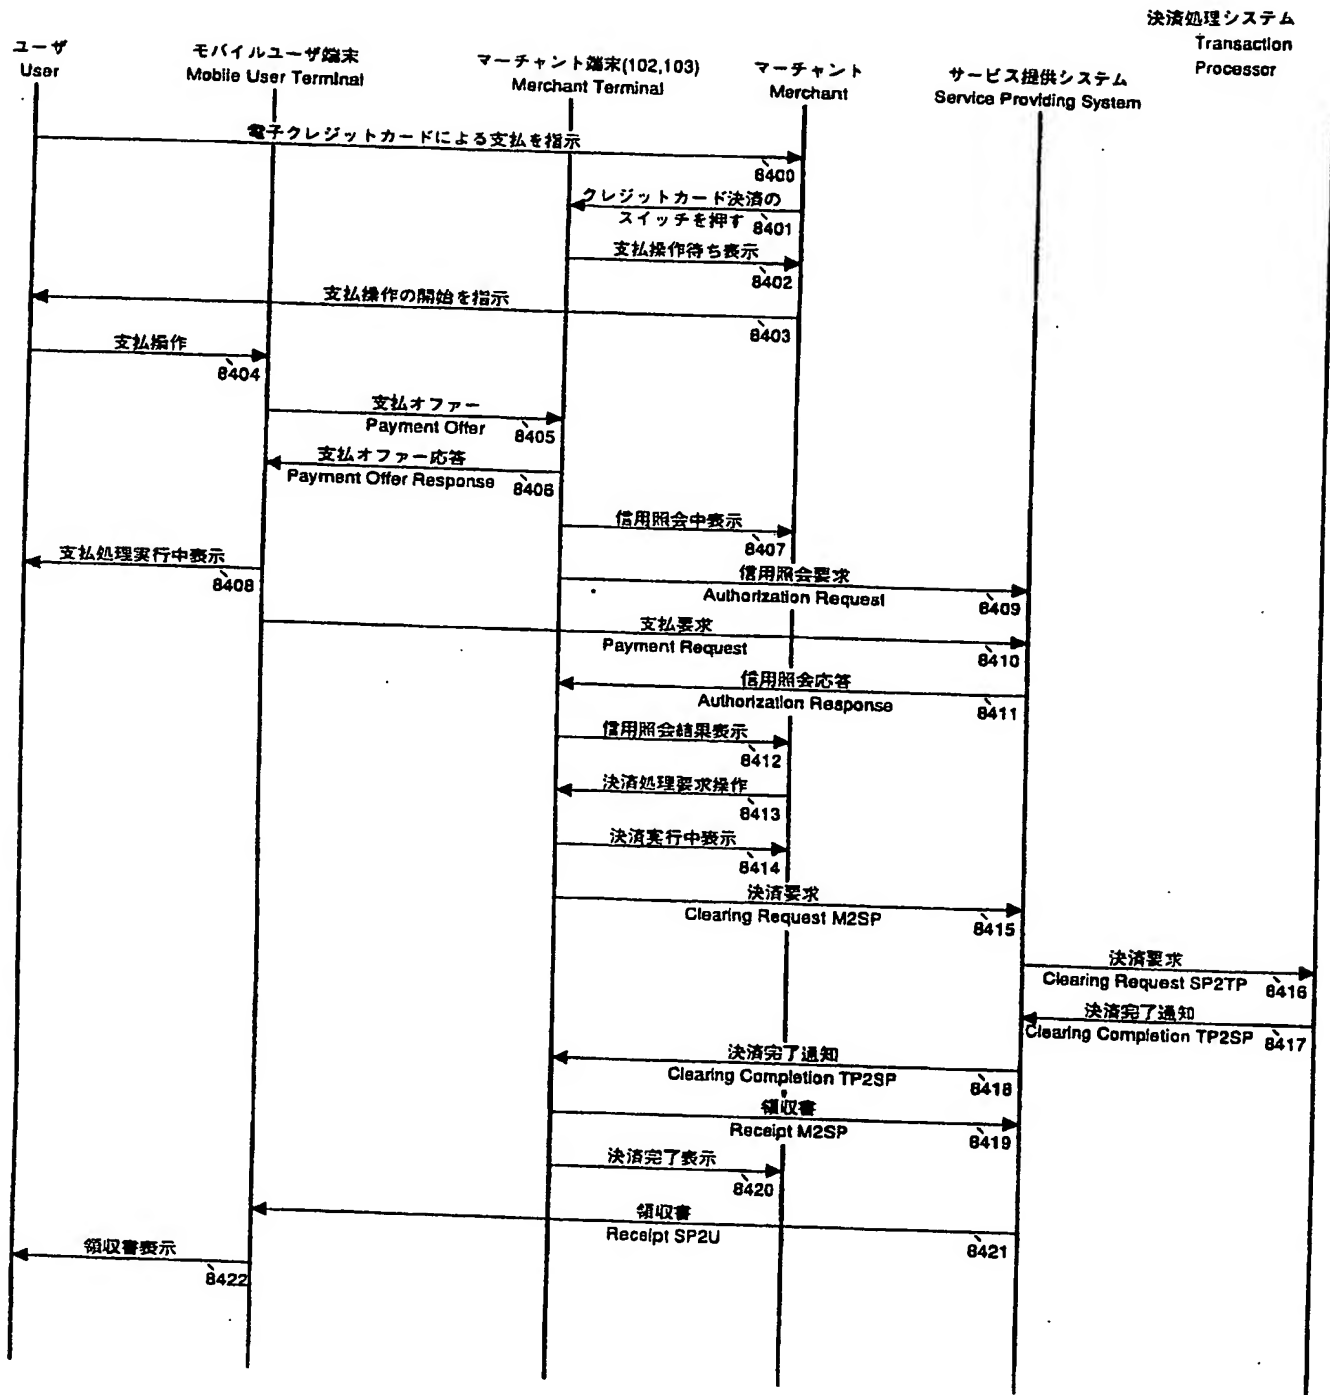 ユーザ
User
モバイルユーザ端末
Mobile User Terminal
マーチャント端末(102,103)
Merchant Terminal
マーチャント
Merchant
サービス提供システム
Service Providing System
決済処理システム
Transaction
Processor
電子クレジットカードによる支払を指示
8400
クレジットカード決済の
スイッチを押す
8401
支払操作待ち表示
8402
支払操作の開始を指示
8403
支払操作
8404
支払オファー
Payment Offer
8405
支払オファー応答
Payment Offer Response
8406
信用照会中表示
8407
支払処理実行中表示
8408
信用照会要求
Authorization Request
8409
支払要求
Payment Request
8410
信用照会応答
Authorization Response
8411
信用照会結果表示
8412
決済処理要求操作
8413
決済実行中表示
8414
決済要求
Clearing Request M2SP
8415
決済要求
Clearing Request SP2TP
8416
決済完了通知
Clearing Completion TP2SP
8417
決済完了通知
Clearing Completion TP2SP
8418
領収書
Receipt M2SP
8419
決済完了表示
8420
領収書
Receipt SP2U
8421
領収書表示
8422